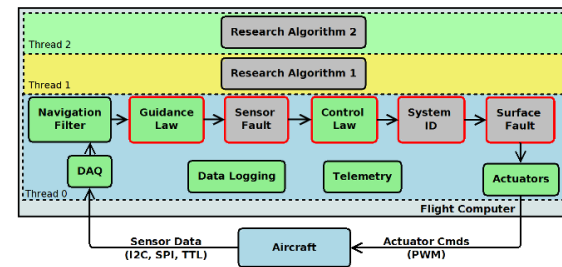 Research Algorithm 2
Thread 2
Research Algorithm 1
Thread 1
Navigation
Filter
Guidance
Law
Sensor
Fault
Control
Law
System
ID
Surface
Fault
DAQ
Data Logging
Telemetry
Actuators
Thread 0
Flight Computer
Sensor Data
(I2C, SPI, TTL)
Aircraft
Actuator Cmds
(PWM)